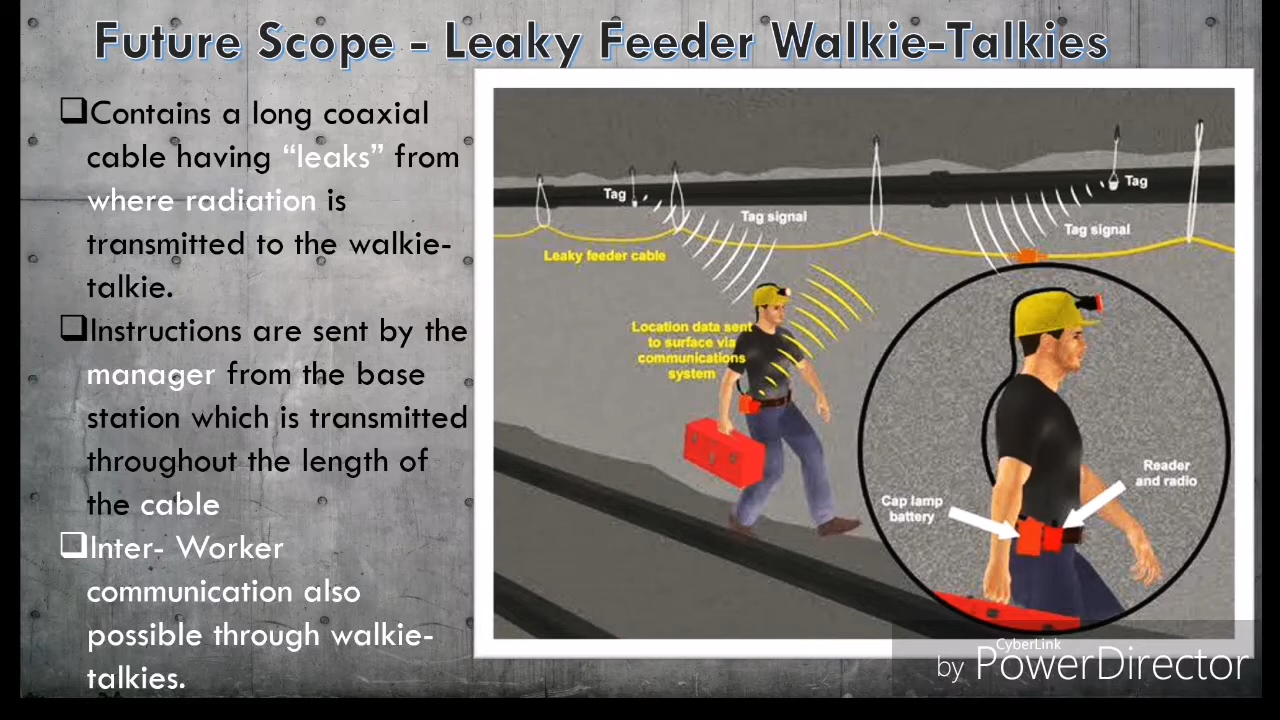 Future Scope - Leaky Feeder Walkie-Talkies
Contains a long coaxial
cable having “leaks” from
where radiation is
transmitted to the walkie-
talkie.
Instructions are sent by the
manager from the base
station which is transmitted
throughout the length of
the cable
Inter- Worker
communication also
possible through walkie-
talkies.
Tag
Tag signal
Tag
Tag signal
Leaky feeder cable
Location data sent
to surface via
communications
system
Reader
and radio
Cap lamp
battery
CyberLink
by PowerDirector